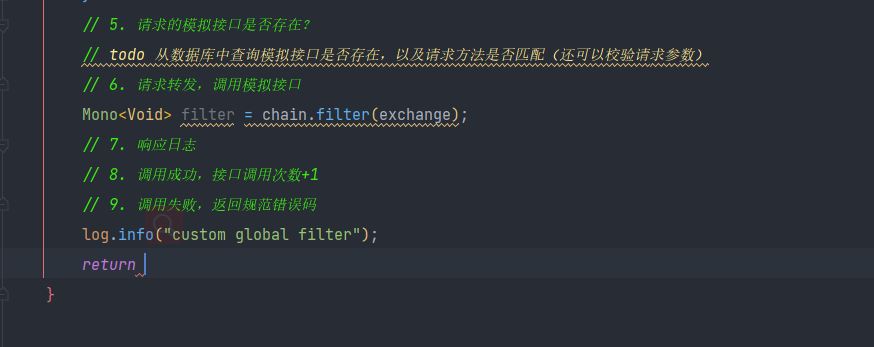 // 5. 请求的模拟接口是否存在?
// todo 从数据库中查询模拟接口是否存在，以及请求方法是否匹配（还可以校验请求参数）
// 6. 请求转发，调用模拟接口
Mono<Void> filter = chain.filter(exchange);
// 7. 响应日志
// 8. 调用成功，接口调用次数+1
// 9. 调用失败，返回规范错误码
log.info("custom global filter");
return
}